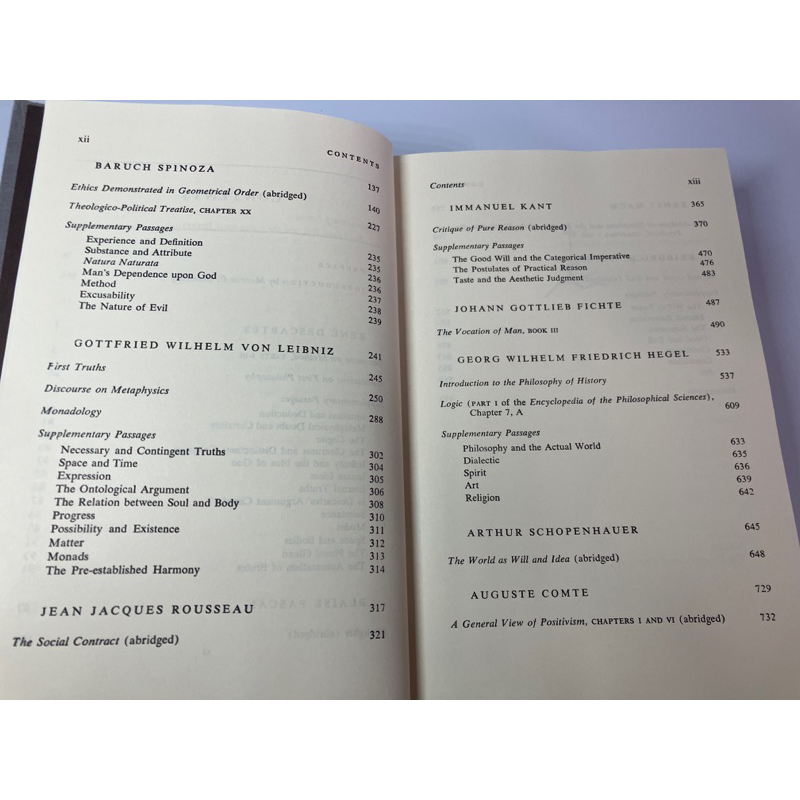 xii
CONTENTS
BARUCH SPINOZA 137
Ethics Demonstrated in Geometrical Order (abridged) 140
Theologico-Political Treatise, CHAPTER XX 227
Supplementary Passages
Experience and Definition 235
Substance and Attribute 235
Natura Naturata 236
Man's Dependence upon God 236
Method 237
Excusability 238
The Nature of Evil 239
GOTTFRIED WILHELM VON LEIBNIZ 241
First Truths 245
Discourse on Metaphysics 250
Monadology 288
Supplementary Passages
Necessary and Contingent Truths 302
Space and Time 304
Expression 305
The Ontological Argument 306
The Relation between Soul and Body 308
Progress 310
Possibility and Existence 311
Matter 312
Monads 313
The Pre-established Harmony 314
JEAN JACQUES ROUSSEAU 317
The Social Contract (abridged) 321
Contents xiii
IMMANUEL KANT 365
Critique of Pure Reason (abridged) 370
Supplementary Passages
The Good Will and the Categorical Imperative 470
The Postulates of Practical Reason 476
Taste and the Aesthetic Judgment 483
JOHANN GOTTLIEB FICHTE 487
The Vocation of Man, BOOK III 490
GEORG WILHELM FRIEDRICH HEGEL 533
Introduction to the Philosophy of History 537
Logic (PART I of the Encyclopedia of the Philosophical Sciences),
Chapter 7, A 609
Supplementary Passages
Philosophy and the Actual World 633
Dialectic 635
Spirit 636
Art 639
Religion 642
ARTHUR SCHOPENHAUER 645
The World as Will and Idea (abridged) 648
AUGUSTE COMTE 729
A General View of Positivism, CHAPTERS I AND VI (abridged) 732